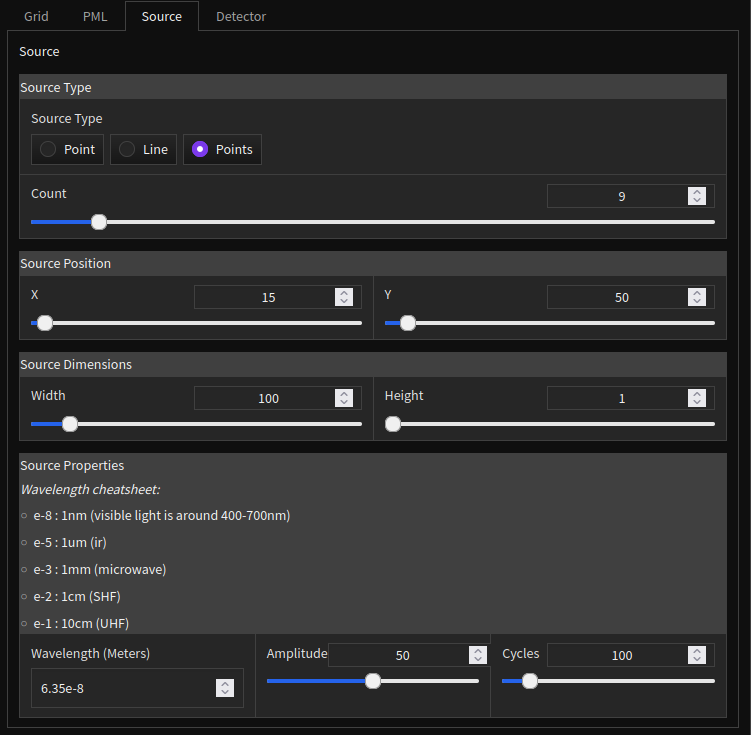 Grid PML Source Detector
Source
Source Type
Source Type
Point Line Points
Count 9
Source Position
X 15 Y 50
Source Dimensions
Width 100 Height 1
Source Properties
Wavelength cheatsheet:
e-8 : 1nm (visible light is around 400-700nm)
e-5 : 1um (ir)
e-3 : 1mm (microwave)
e-2 : 1cm (SHF)
e-1 : 10cm (UHF)
Wavelength (Meters) Amplitude 50 Cycles 100
6.35e-8